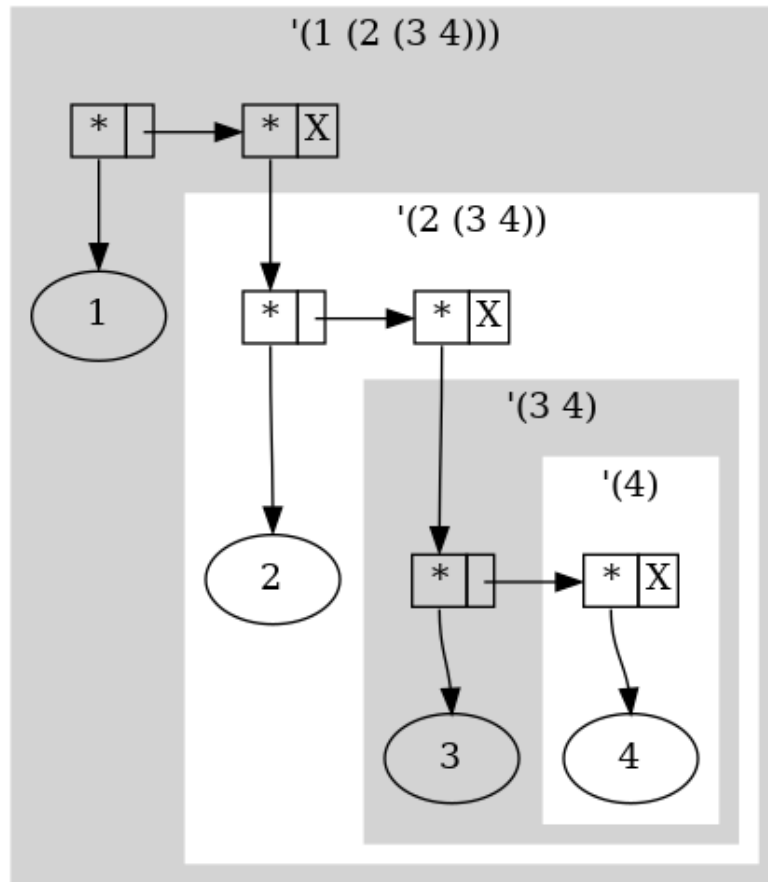 '(1 (2 (3 4)))
* * X
'(2 (3 4))
1 * * X
'(3 4)
'(4)
2 * * X
3 4